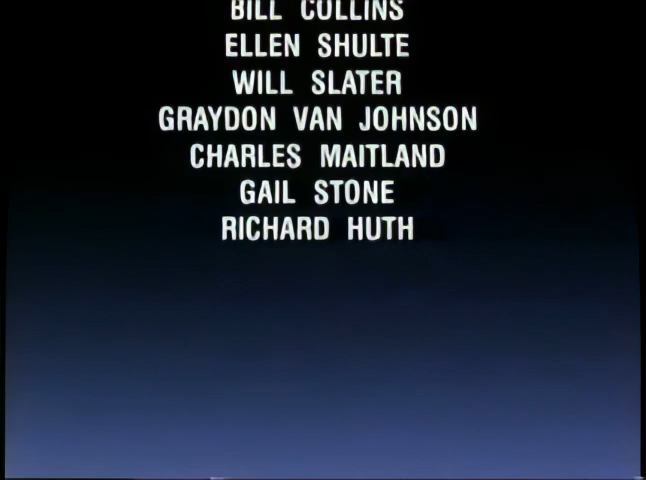 BILL COLLINS
ELLEN SHULTE
WILL SLATER
GRAYDON VAN JOHNSON
CHARLES MAITLAND
GAIL STONE
RICHARD HUTH